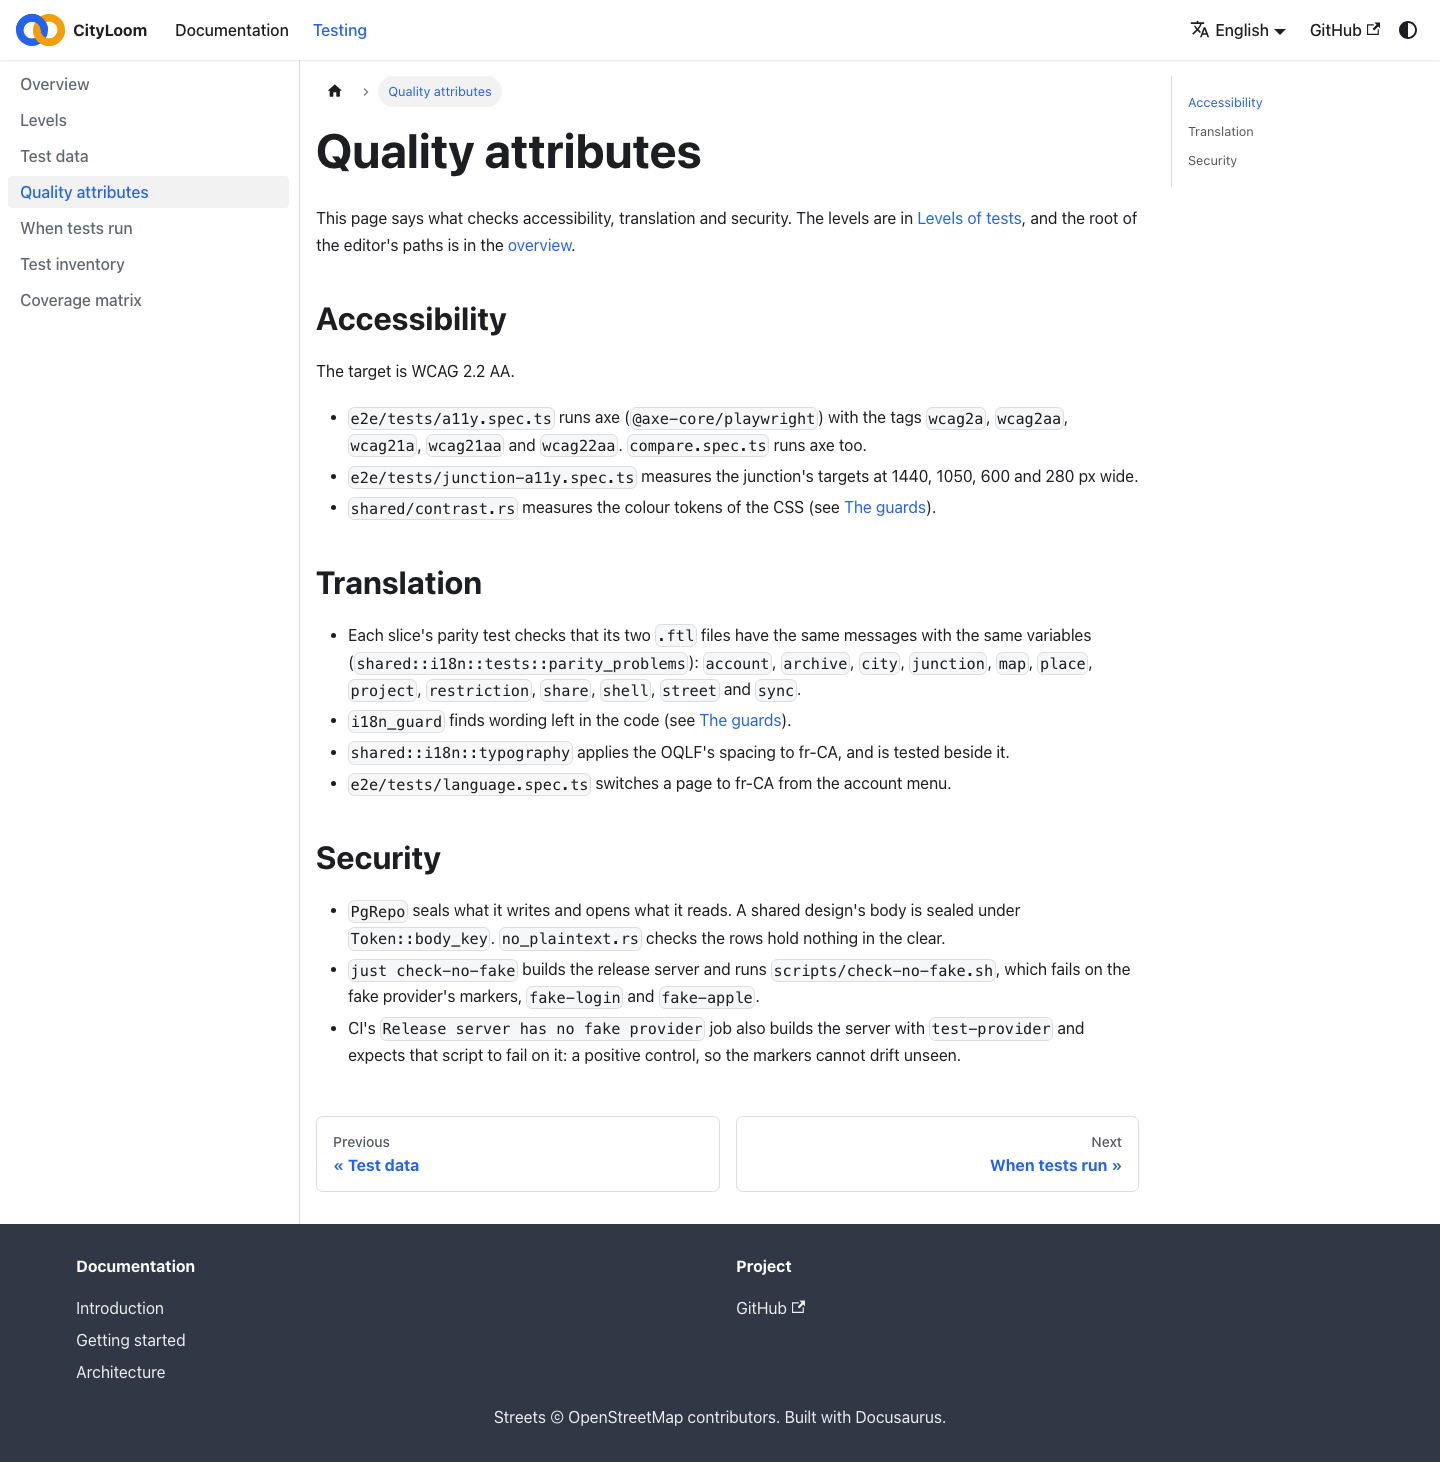 CityLoom
Documentation
Testing
English
GitHub
Overview
Levels
Test data
Quality attributes
When tests run
Test inventory
Coverage matrix
Quality attributes
Accessibility
Translation
Security
Quality attributes
This page says what checks accessibility, translation and security. The levels are in Levels of tests, and the root of
the editor's paths is in the overview.
Accessibility
The target is WCAG 2.2 AA.
e2e/tests/a11y.spec.ts runs axe (@axe-core/playwright) with the tags wcag2a, wcag2aa,
wcag21a, wcag21aa and wcag22aa. compare.spec.ts runs axe too.
e2e/tests/junction-a11y.spec.ts measures the junction's targets at 1440, 1050, 600 and 280 px wide.
shared/contrast.rs measures the colour tokens of the CSS (see The guards).
Translation
Each slice's parity test checks that its two .ftl files have the same messages with the same variables
(shared::i18n::tests::parity_problems): account, archive, city, junction, map, place,
project, restriction, share, shell, street and sync.
i18n_guard finds wording left in the code (see The guards).
shared::i18n::typography applies the OQLF's spacing to fr-CA, and is tested beside it.
e2e/tests/language.spec.ts switches a page to fr-CA from the account menu.
Security
PgRepo seals what it writes and opens what it reads. A shared design's body is sealed under
Token::body_key. no_plaintext.rs checks the rows hold nothing in the clear.
just check-no-fake builds the release server and runs scripts/check-no-fake.sh, which fails on the
fake provider's markers, fake-login and fake-apple.
CI's Release server has no fake provider job also builds the server with test-provider and
expects that script to fail on it: a positive control, so the markers cannot drift unseen.
Previous
« Test data
Next
When tests run »
Documentation
Introduction
Getting started
Architecture
Project
GitHub
Streets © OpenStreetMap contributors. Built with Docusaurus.